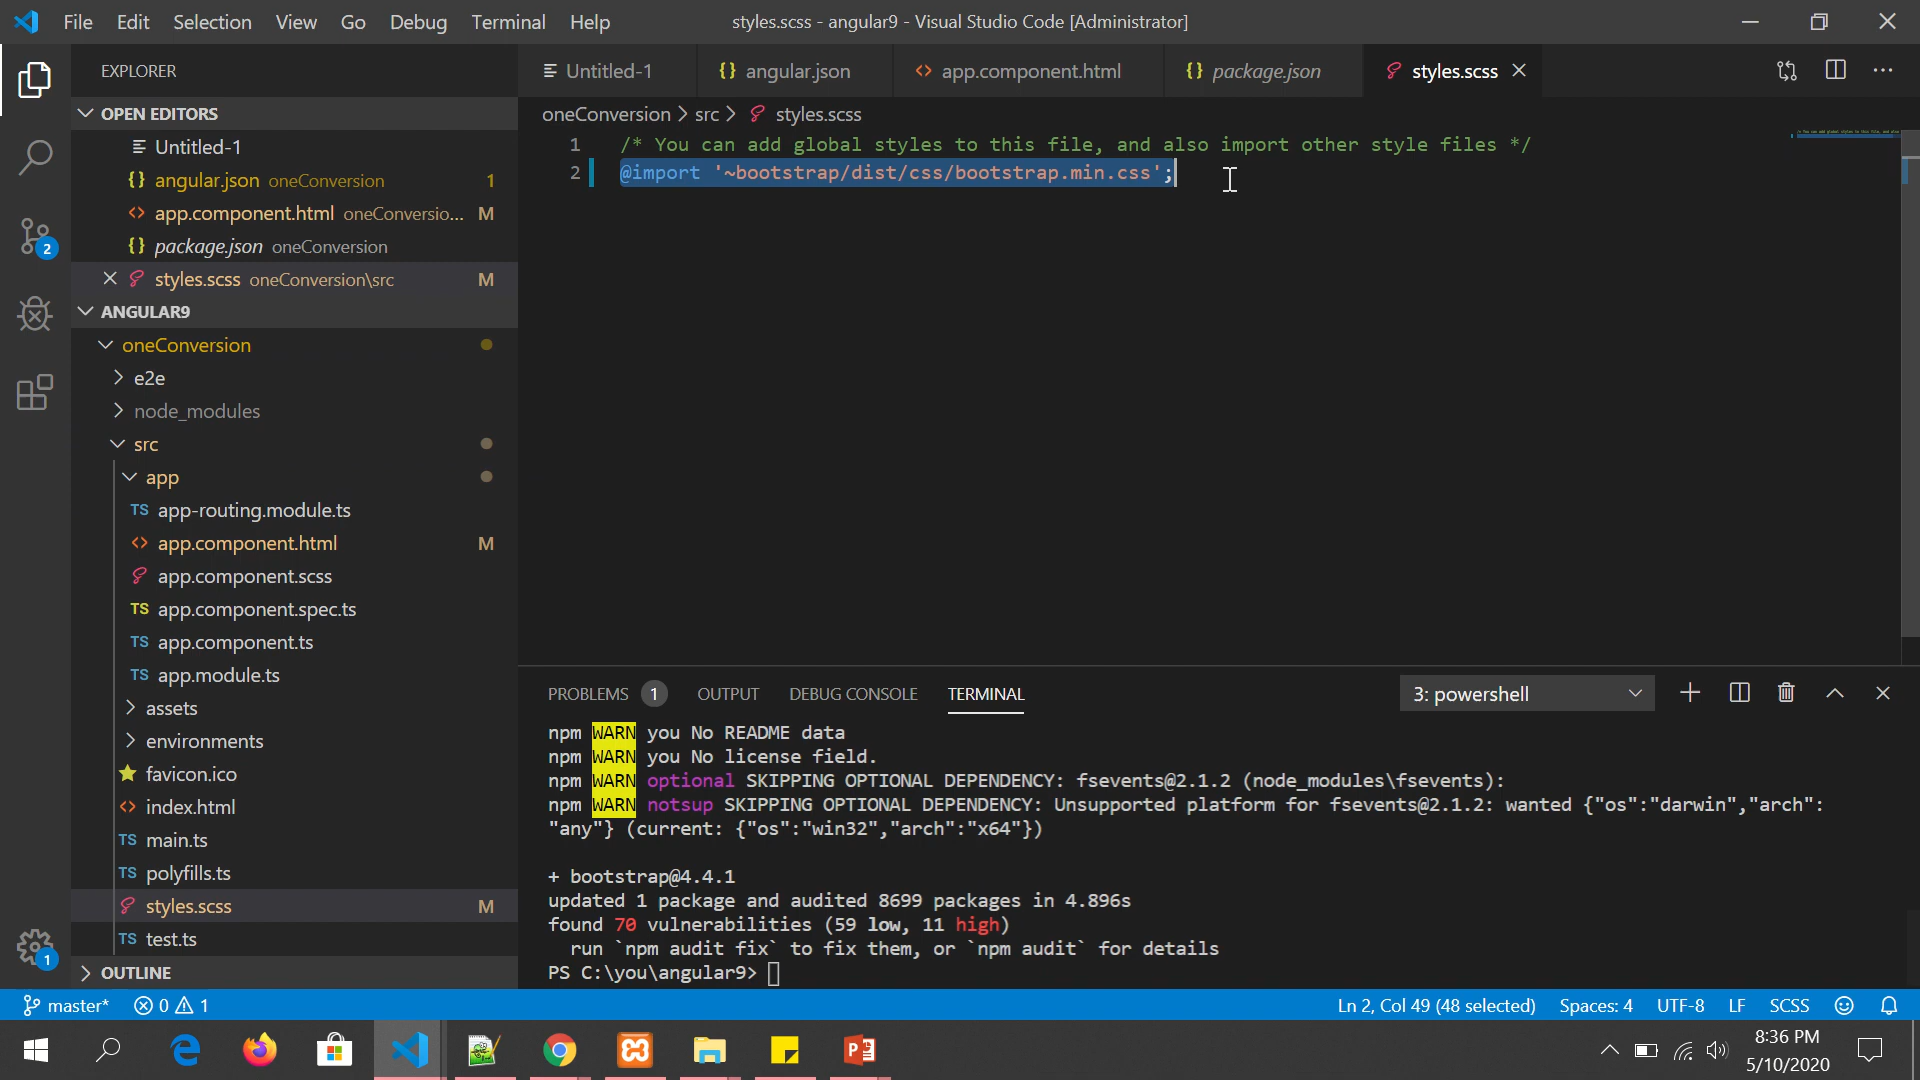 File Edit Selection View Go Debug Terminal Help styles.scss - angular9 - Visual Studio Code [Administrator]
EXPLORER
OPEN EDITORS
Untitled-1
{} angular.json oneConversion 1
<> app.component.html oneConversio... M
{} package.json oneConversion
styles.scss oneConversion\src M
ANGULAR9
oneConversion
e2e
node_modules
src
app
TS app-routing.module.ts
<> app.component.html M
app.component.scss
TS app.component.spec.ts
TS app.component.ts
TS app.module.ts
assets
environments
favicon.ico
<> index.html
TS main.ts
TS polyfills.ts
styles.scss M
TS test.ts
OUTLINE
2
1
Untitled-1 {} angular.json <> app.component.html {} package.json styles.scss
oneConversion > src > styles.scss
1 /* You can add global styles to this file, and also import other style files */
2 @import '~bootstrap/dist/css/bootstrap.min.css';
PROBLEMS 1 OUTPUT DEBUG CONSOLE TERMINAL 3: powershell
npm WARN you No README data
npm WARN you No license field.
npm WARN optional SKIPPING OPTIONAL DEPENDENCY: fsevents@2.1.2 (node_modules\fsevents):
npm WARN notsup SKIPPING OPTIONAL DEPENDENCY: Unsupported platform for fsevents@2.1.2: wanted {"os":"darwin","arch":
"any"} (current: {"os":"win32","arch":"x64"})
+ bootstrap@4.4.1
updated 1 package and audited 8699 packages in 4.896s
found 70 vulnerabilities (59 low, 11 high)
run `npm audit fix` to fix them, or `npm audit` for details
PS C:\you\angular9>
master* 0 1 Ln 2, Col 49 (48 selected) Spaces: 4 UTF-8 LF SCSS
8:36 PM
5/10/2020